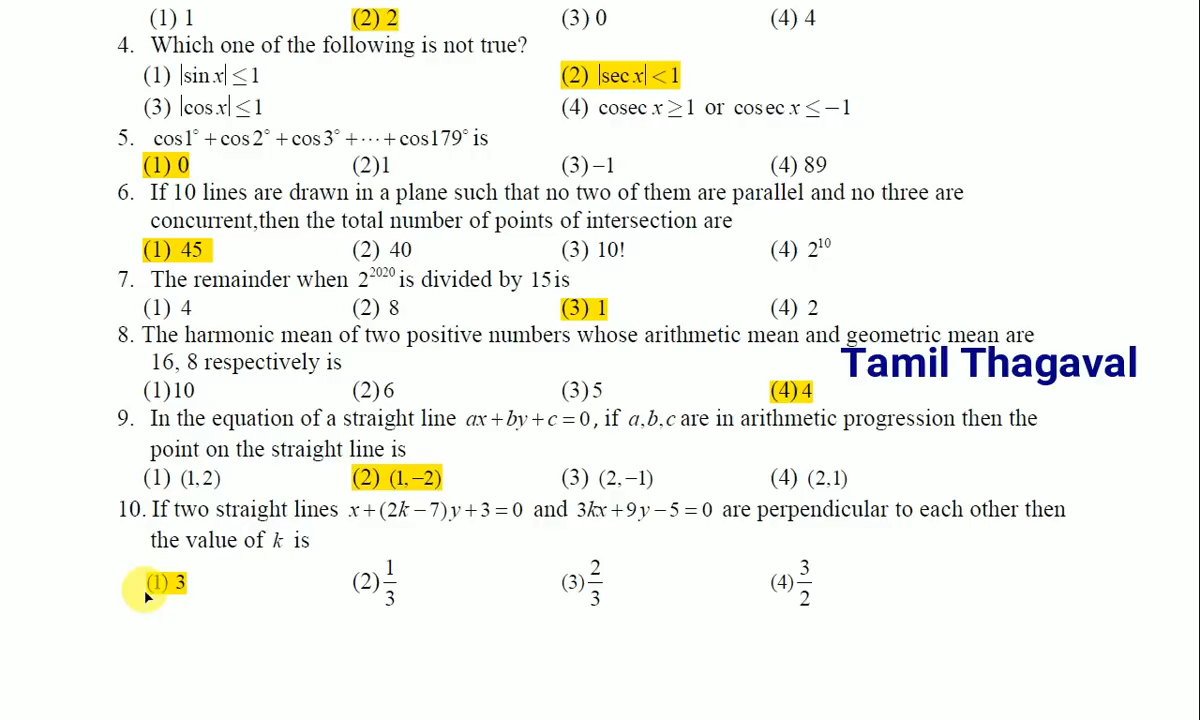 (1) 1 (2) 2 (3) 0 (4) 4
4. Which one of the following is not true?
(1) |sin x| ≤ 1 (2) |sec x| < 1
(3) |cos x| ≤ 1 (4) cosec x ≥ 1 or cosec x ≤ −1
5. cos1° + cos2° + cos3° + ⋯ + cos179° is
(1) 0 (2)1 (3) −1 (4) 89
6. If 10 lines are drawn in a plane such that no two of them are parallel and no three are
concurrent,then the total number of points of intersection are
(1) 45 (2) 40 (3) 10! (4) 2¹⁰
7. The remainder when 2²⁰²⁰ is divided by 15 is
(1) 4 (2) 8 (3) 1 (4) 2
8. The harmonic mean of two positive numbers whose arithmetic mean and geometric mean are
16, 8 respectively is
Tamil Thagaval
(1)10 (2) 6 (3) 5 (4) 4
9. In the equation of a straight line ax + by + c = 0, if a,b,c are in arithmetic progression then the
point on the straight line is
(1) (1,2) (2) (1,−2) (3) (2,−1) (4) (2,1)
10. If two straight lines x + (2k − 7)y + 3 = 0 and 3kx + 9y − 5 = 0 are perpendicular to each other then
the value of k is
(1) 3 (2) 1/3 (3) 2/3 (4) 3/2